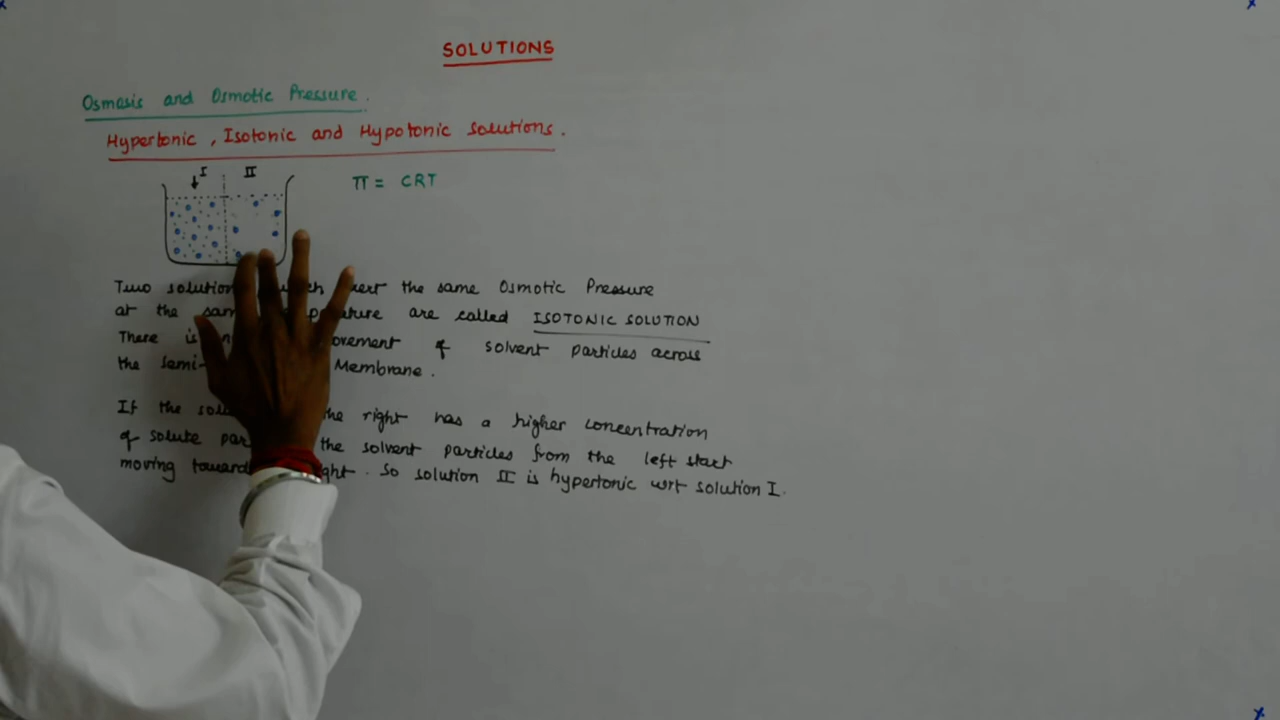 SOLUTIONS
Osmosis and Osmotic Pressure.
Hypertonic, Isotonic and Hypotonic Solutions.
I II
π = CRT
Two solution the same Osmotic Pressure
at the are called ISOTONIC SOLUTION
There is of solvent particles across
the Semi- Membrane.
If the the right has a higher concentration
of solute the solvent particles from the left start
moving So solution II is hypertonic wrt solution I.